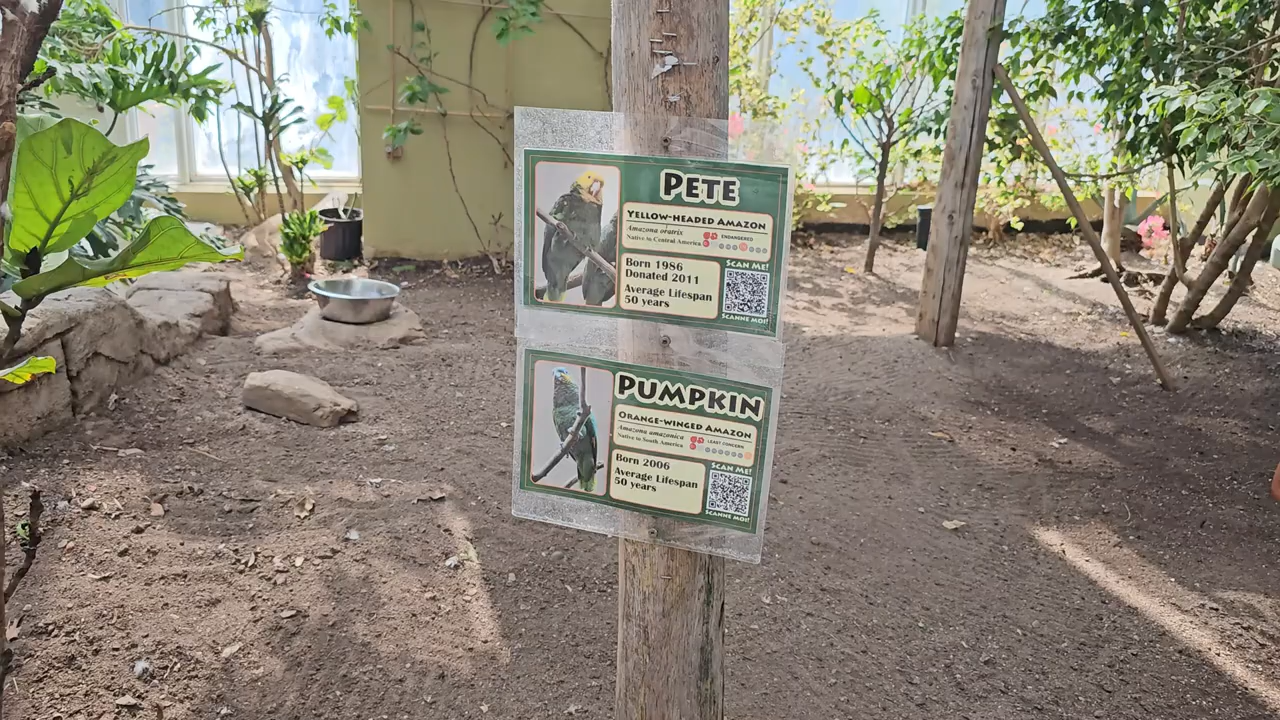 PETE
YELLOW-HEADED AMAZON
Amazona oratrix
Native to Central America
ENDANGERED
Born 1986
Donated 2011
Average Lifespan
50 years
SCAN ME!
SCANNE MOI!
PUMPKIN
ORANGE-WINGED AMAZON
Amazona amazonica
Native to South America
LEAST CONCERN
Born 2006
Average Lifespan
50 years
SCAN ME!
SCANNE MOI!